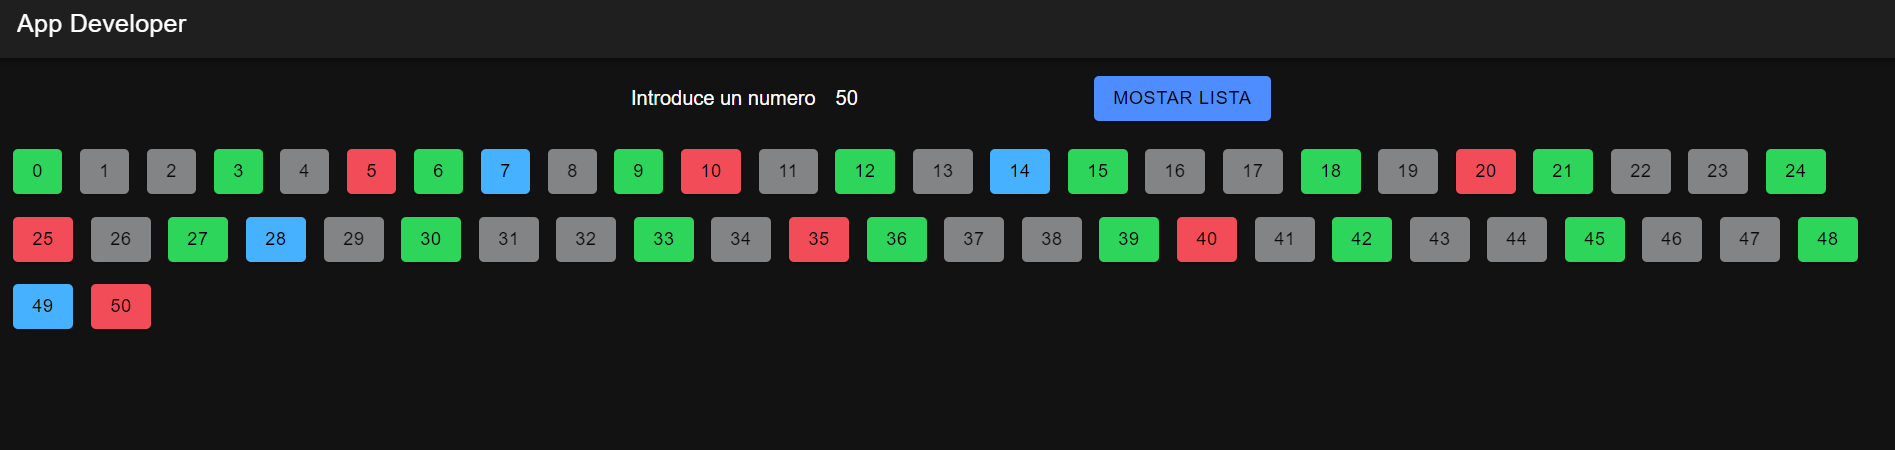 App Developer
Introduce un numero 50 MOSTAR LISTA
0 1 2 3 4 5 6 7 8 9 10 11 12 13 14 15 16 17 18 19 20 21 22 23 24
25 26 27 28 29 30 31 32 33 34 35 36 37 38 39 40 41 42 43 44 45 46 47 48
49 50